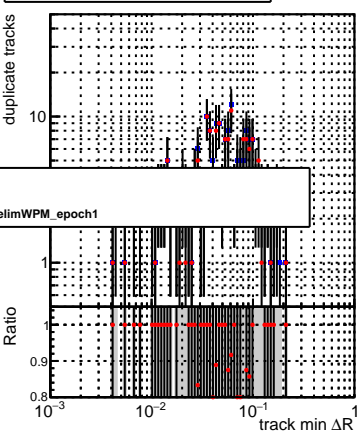 duplicate tracks
10
elimWPM_epoch1
1
Ratio
1
0.9
0.8
10−3 10−2 10−1 1
track min ΔR